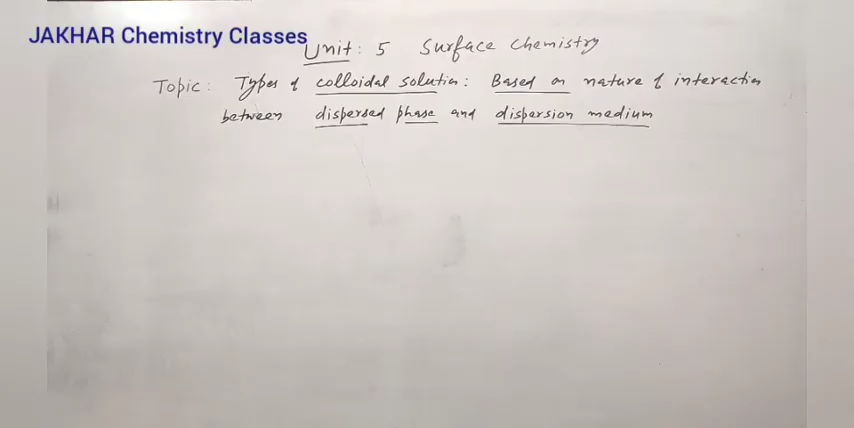 JAKHAR Chemistry Classes
Unit: 5 Surface Chemistry
Topic: Types of colloidal solution: Based on nature of interaction
between dispersed phase and dispersion medium